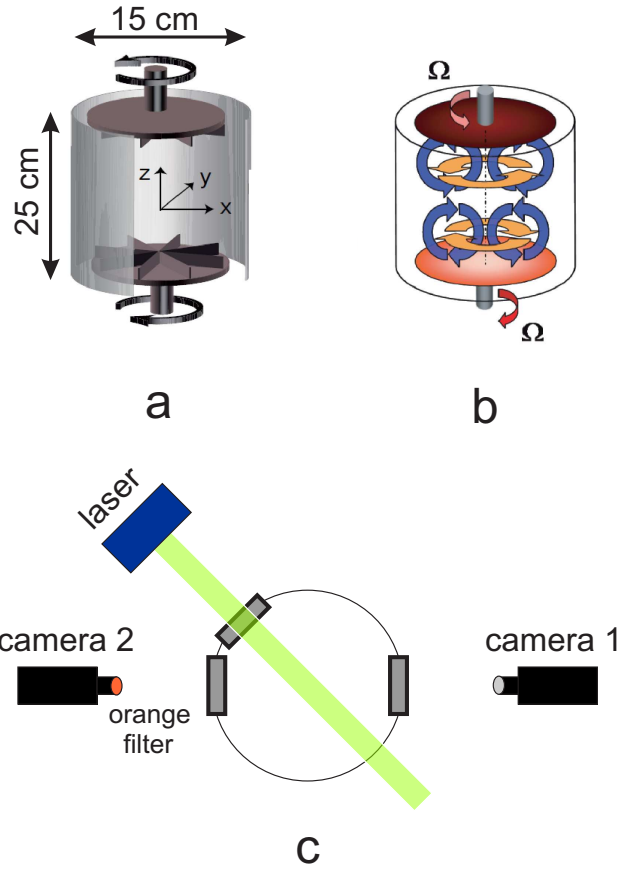 15 cm
25 cm
z
y
x
a
Ω
Ω
b
laser
camera 2
camera 1
orange
filter
c